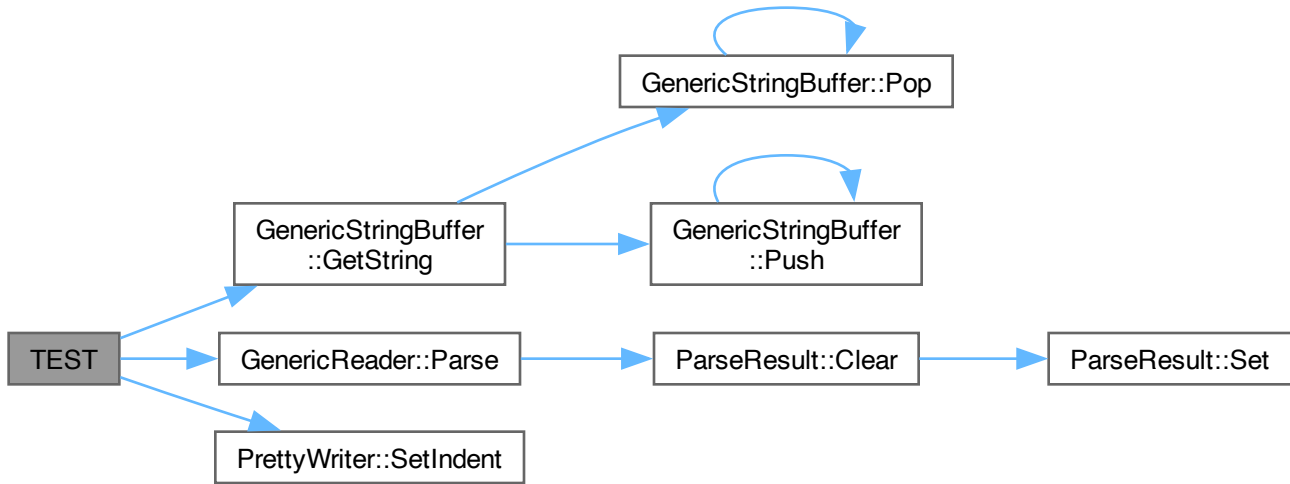 GenericStringBuffer::Pop
GenericStringBuffer
::GetString
GenericStringBuffer
::Push
TEST
GenericReader::Parse
ParseResult::Clear
ParseResult::Set
PrettyWriter::SetIndent